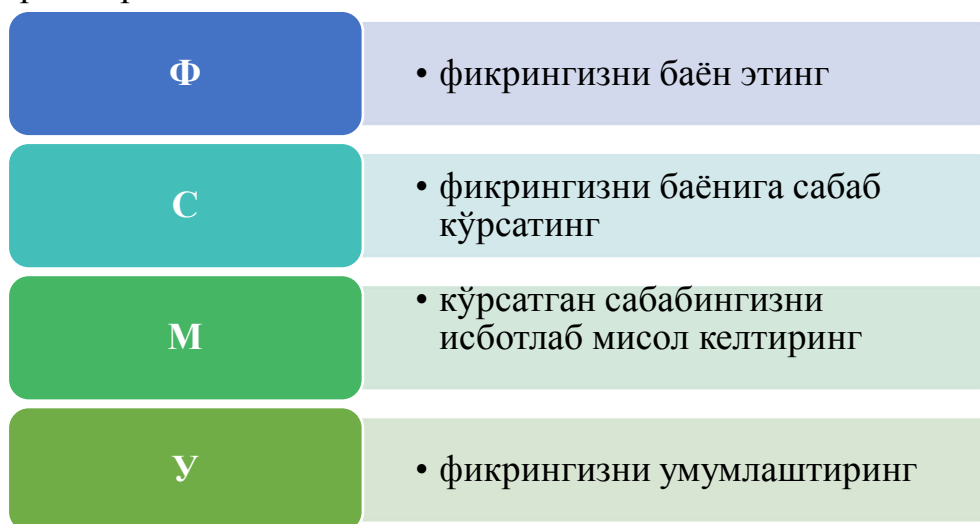 Ф
• фикрингизни баён этинг
С
• фикрингизни баёнига сабаб
кўрсатинг
М
• кўрсатган сабабингизни
исботлаб мисол келтиринг
У
• фикрингизни умумлаштиринг